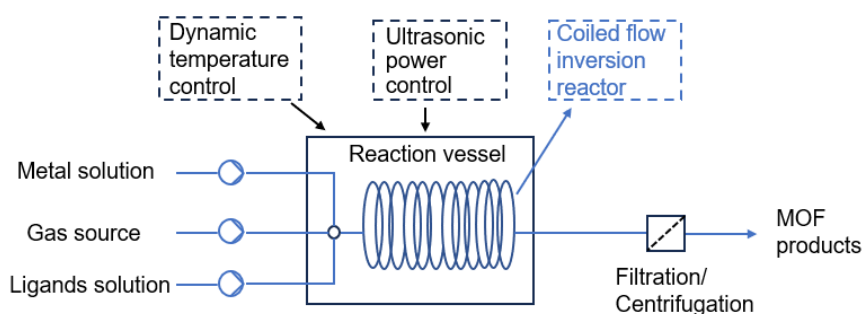 Dynamic
temperature
control
Ultrasonic
power
control
Coiled flow
inversion
reactor
Reaction vessel
Metal solution
Gas source
Ligands solution
MOF
products
Filtration/
Centrifugation